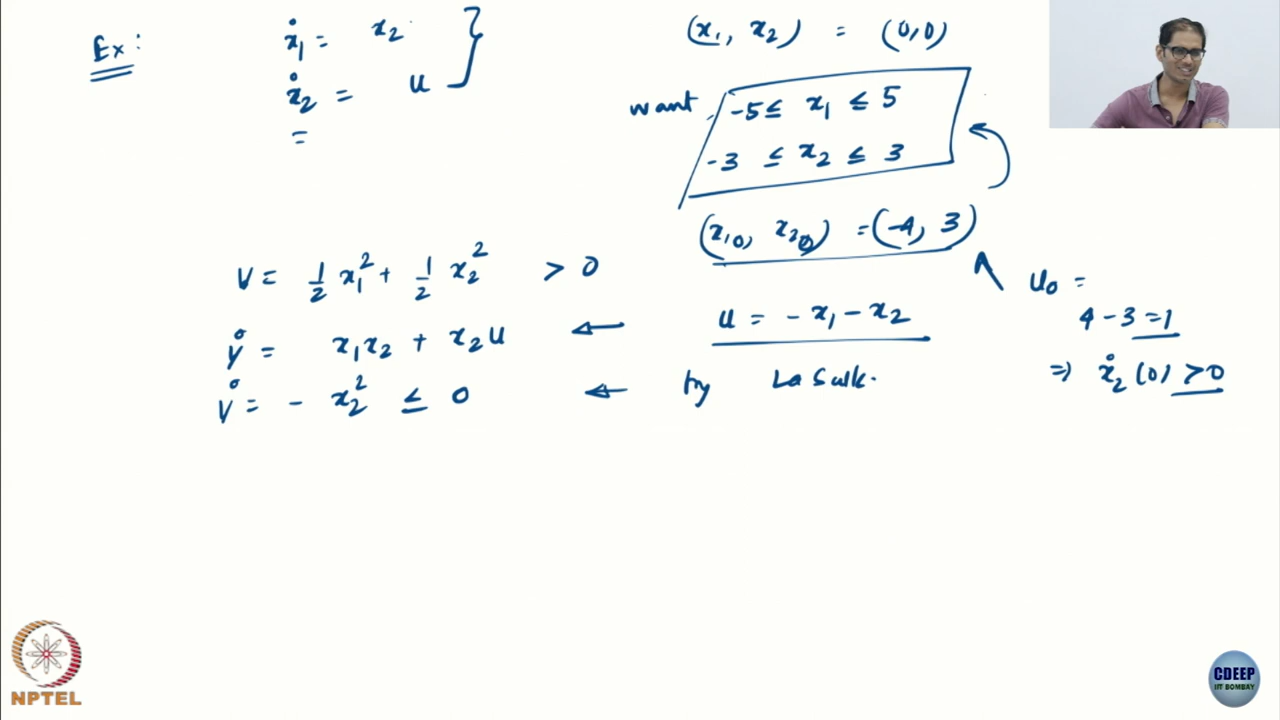 Ex:
ẋ₁ = x₂
ẋ₂ = u
=
(x₁, x₂) = (0,0)
want
-5 ≤ x₁ ≤ 5
-3 ≤ x₂ ≤ 3
(x₁₀, x₂₀) = (-4, 3)
V = 1/2 x₁² + 1/2 x₂² > 0
V̇ = x₁x₂ + x₂u ← u = -x₁ - x₂
V̇ = - x₂² ≤ 0 ← by LaSalle.
u₀ =
4 - 3 = 1
⇒ ẋ₂(0) > 0
NPTEL
CDEEP
IIT BOMBAY